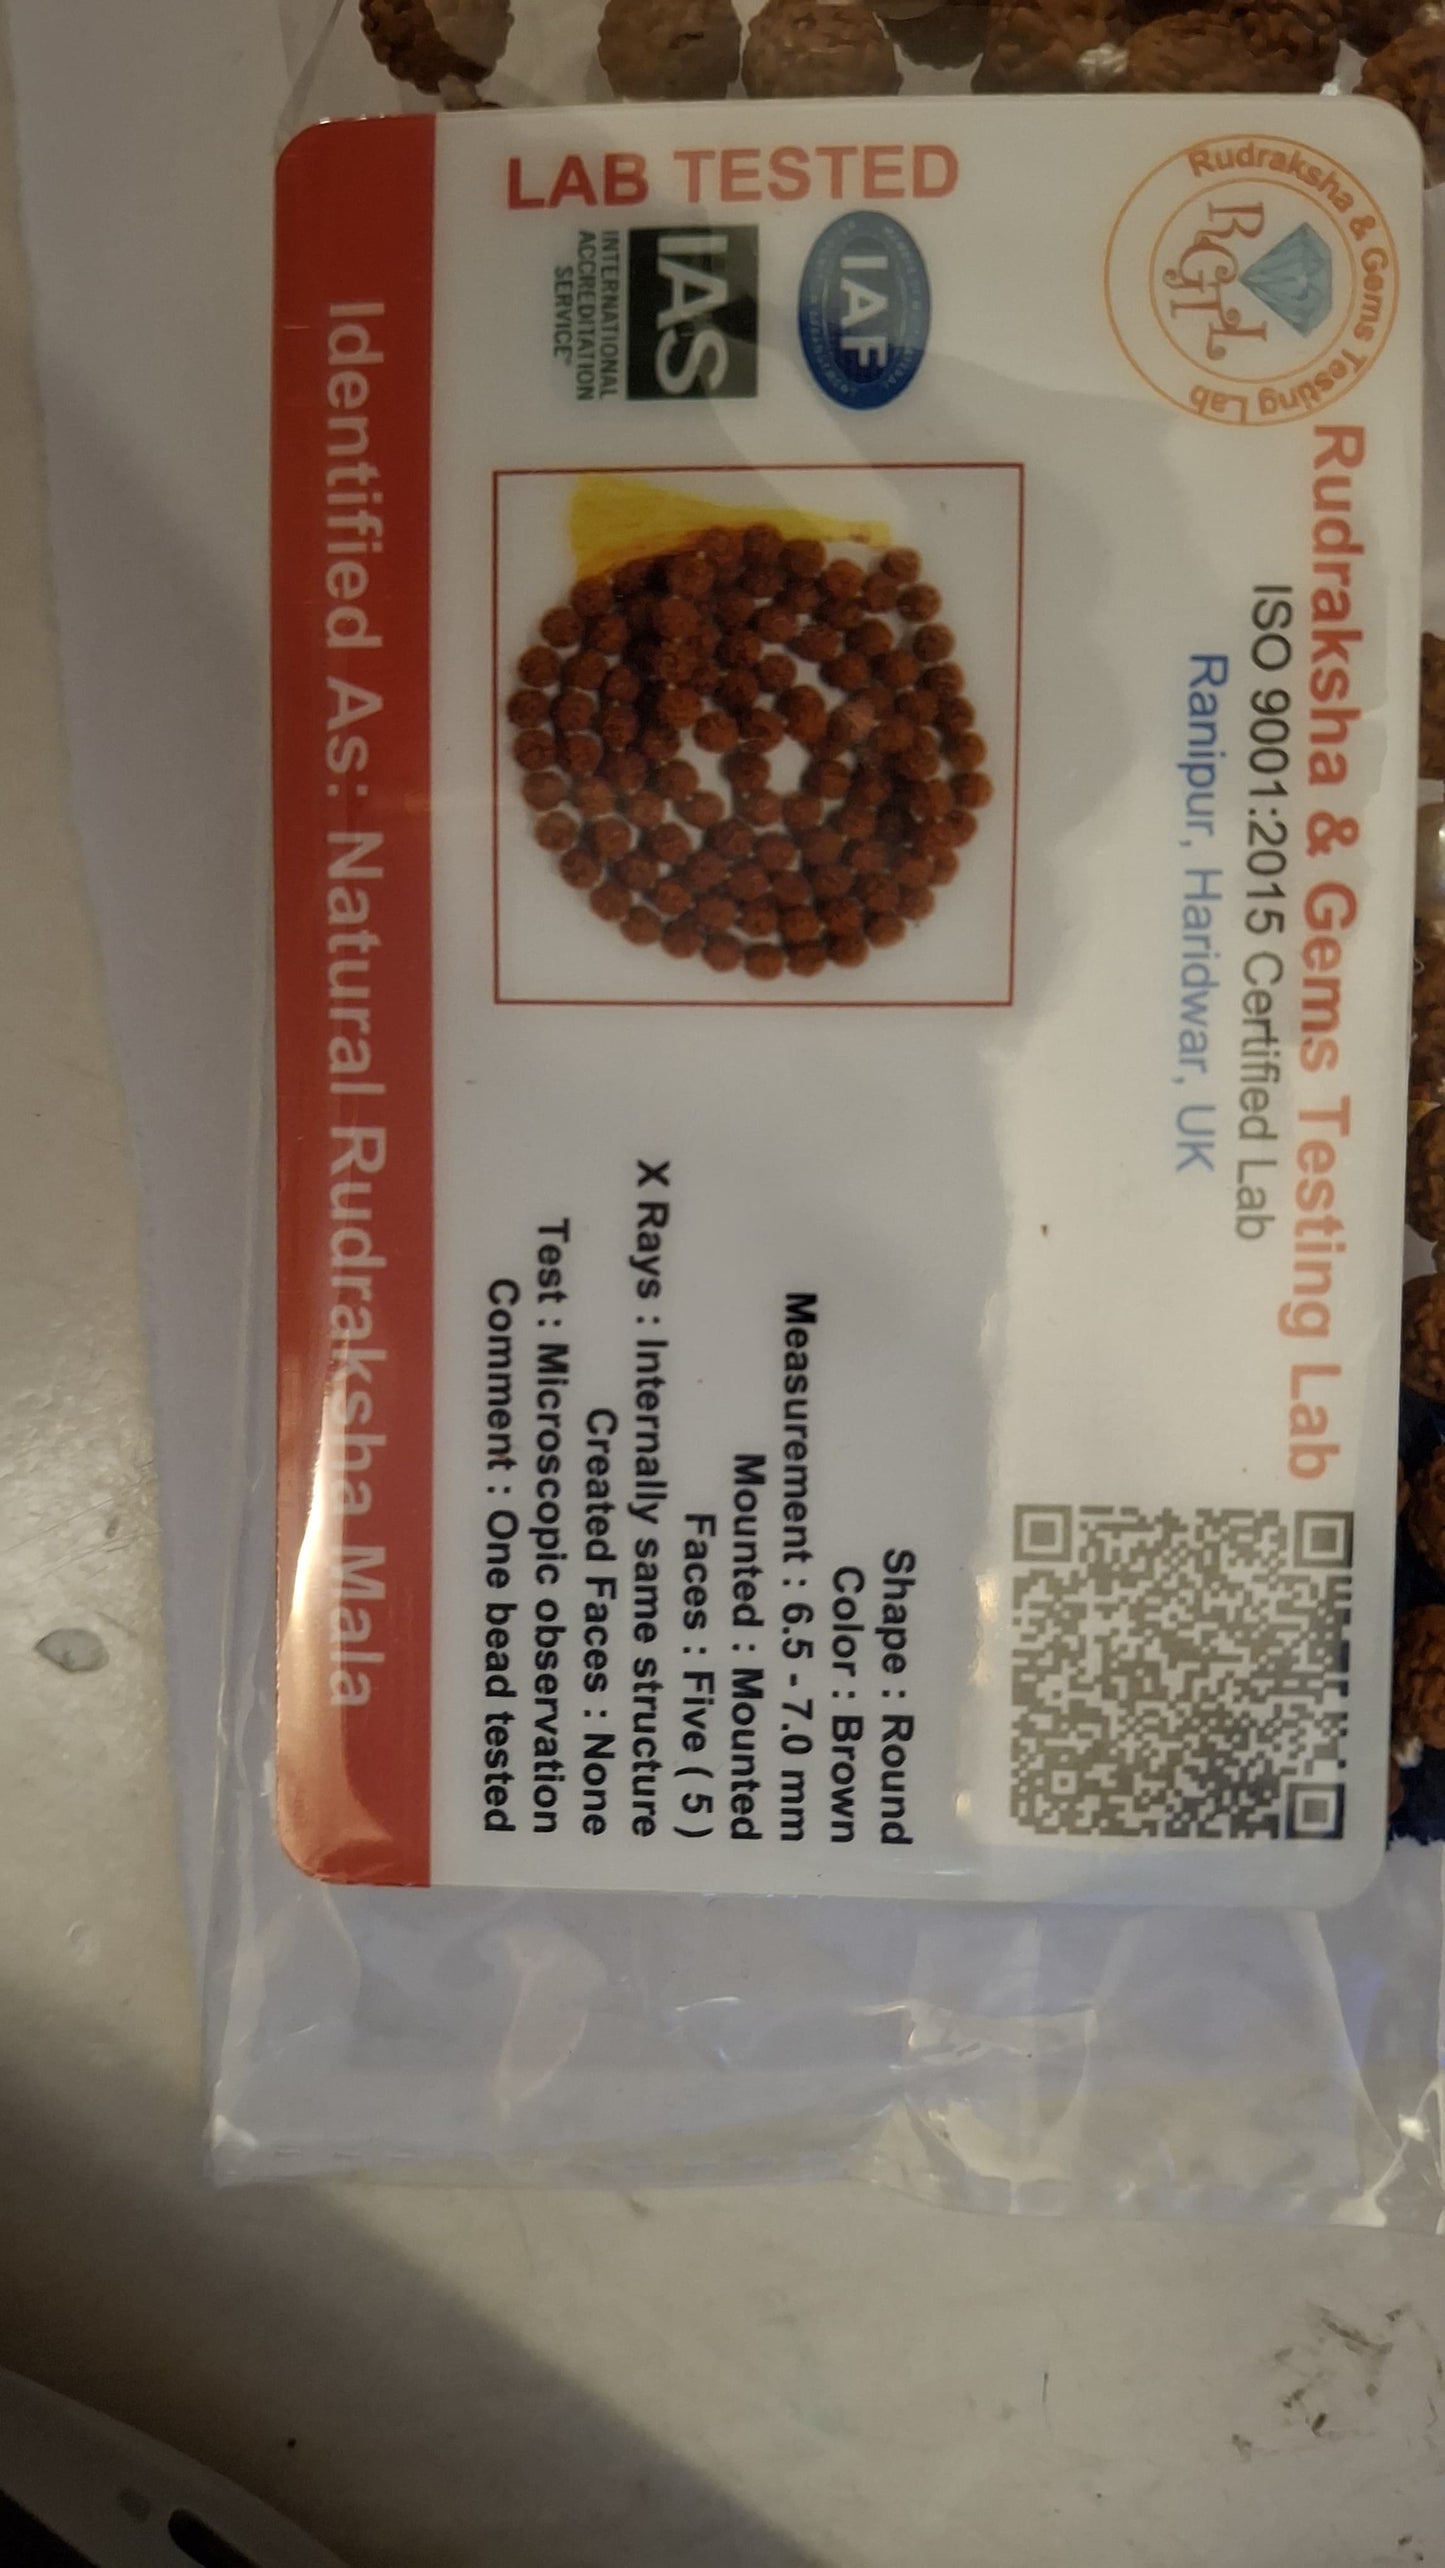 Rudraksha & Gems Testing Lab
RGTL
Rudraksha & Gems Testing Lab
ISO 9001:2015 Certified Lab
Ranipur, Haridwar, UK
LAB TESTED
IAF
IAS
INTERNATIONAL
ACCREDITATION
SERVICE
Shape : Round
Color : Brown
Measurement : 6.5 - 7.0 mm
Mounted : Mounted
Faces : Five ( 5 )
X Rays : Internally same structure
Created Faces : None
Test : Microscopic observation
Comment : One bead tested
Identified As: Natural Rudraksha Mala